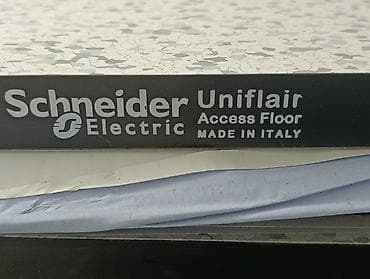 Schneider
Electric
Uniflair
Access Floor
MADE IN ITALY